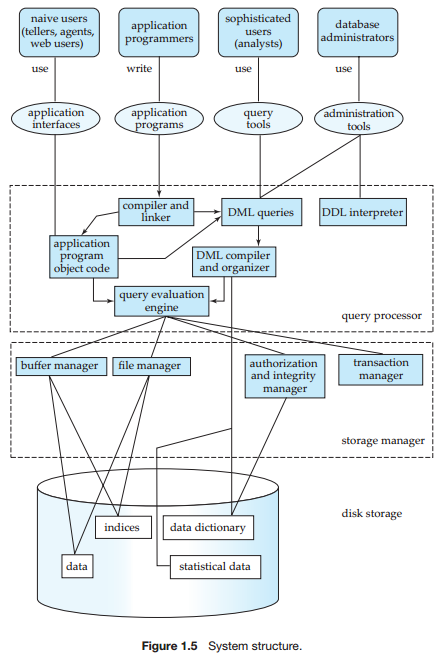 naive users
(tellers, agents,
web users)
application
programmers
sophisticated
users
(analysts)
database
administrators
use
write
use
use
application
interfaces
application
programs
query
tools
administration
tools
compiler and
linker
DML queries
DDL interpreter
application
program
object code
DML compiler
and organizer
query evaluation
engine
query processor
buffer manager
file manager
authorization
and integrity
manager
transaction
manager
storage manager
disk storage
indices
data dictionary
data
statistical data
Figure 1.5 System structure.